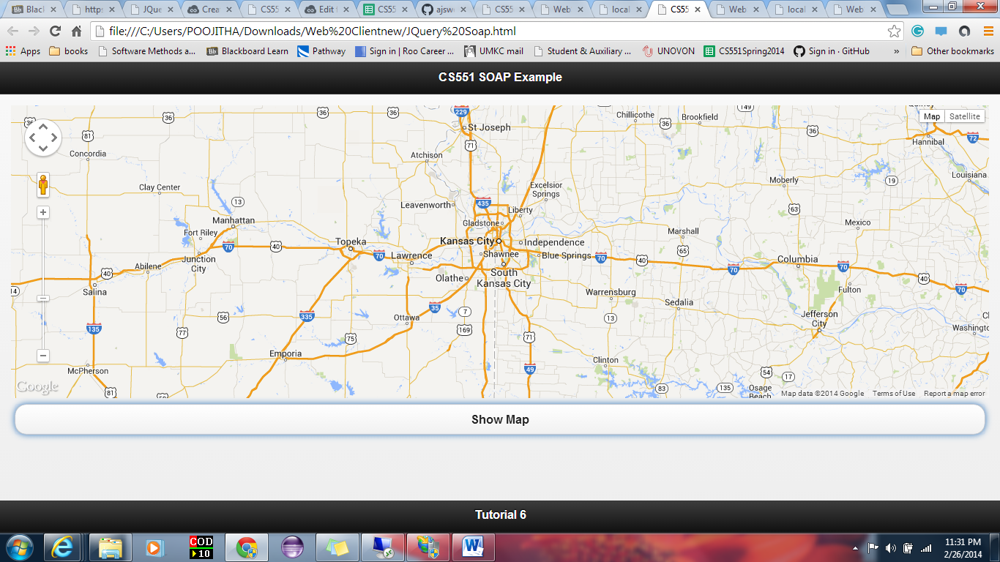 Blac https JQue Crea CS55 Edit CS55 ajswe CS55 Web local CS55 Web local Web
file:///C:/Users/POOJITHA/Downloads/Web%20Clientnew/JQuery%20Soap.html
Apps books Software Methods a... Bb Blackboard Learn Pathway Sign in | Roo Career ... UMKC mail Student & Auxiliary ... UNOVON CS551Spring2014 Sign in · GitHub » Other bookmarks
CS551 SOAP Example
36 36 36 36 229 149 Chillicothe 36 Brookfield Map Satellite
81 St Joseph 71 36 Hannibal 72
Concordia Atchison
Clay Center Excelsior Springs Moberly 19 Louisiana
13 Leavenworth 435 Liberty 63
Manhattan Gladstone Mexico
Fort Riley Marshall
70 40 Topeka Kansas City Independence
70 Lawrence Shawnee Blue Springs 70 40 65 Columbia
Junction City Abilene South Kansas City 70 70
40 Olathe 40
14 Salina Warrensburg Fulton 70
35 7 Sedalia
56 335 Ottawa 13 Jefferson City
135 77 169 Washington
75 71
Emporia Clinton
McPherson 49 54 17
81 83 135 Osage Beach
Google Map data ©2014 Google Terms of Use Report a map error
Show Map
Tutorial 6
COD
10
11:31 PM
2/26/2014